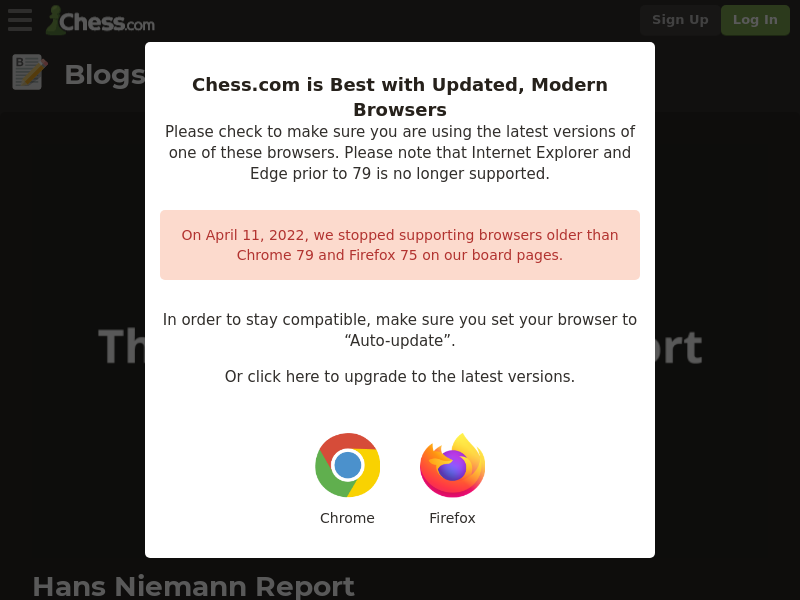 Chess.com
Sign Up
Log In
B
Blogs
Chess.com is Best with Updated, Modern
Browsers
Please check to make sure you are using the latest versions of
one of these browsers. Please note that Internet Explorer and
Edge prior to 79 is no longer supported.
On April 11, 2022, we stopped supporting browsers older than
Chrome 79 and Firefox 75 on our board pages.
In order to stay compatible, make sure you set your browser to
“Auto-update”.
Or click here to upgrade to the latest versions.
Chrome
Firefox
Hans Niemann Report